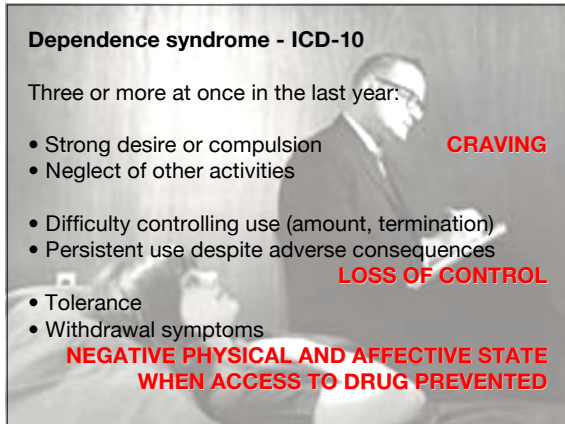 Dependence syndrome - ICD-10
Three or more at once in the last year:
• Strong desire or compulsion CRAVING
• Neglect of other activities
• Difficulty controlling use (amount, termination)
• Persistent use despite adverse consequences
LOSS OF CONTROL
• Tolerance
• Withdrawal symptoms
NEGATIVE PHYSICAL AND AFFECTIVE STATE
WHEN ACCESS TO DRUG PREVENTED